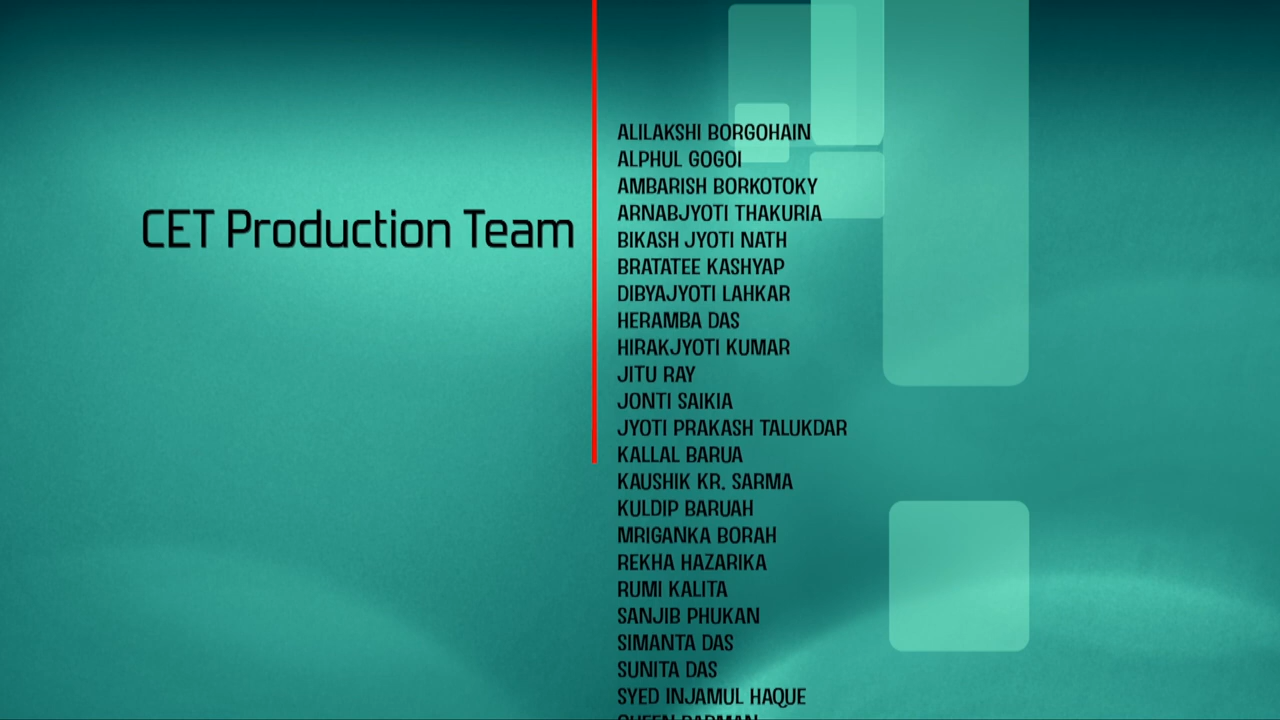 CET Production Team
ALILAKSHI BORGOHAIN
ALPHUL GOGOI
AMBARISH BORKOTOKY
ARNABJYOTI THAKURIA
BIKASH JYOTI NATH
BRATATEE KASHYAP
DIBYAJYOTI LAHKAR
HERAMBA DAS
HIRAKJYOTI KUMAR
JITU RAY
JONTI SAIKIA
JYOTI PRAKASH TALUKDAR
KALLAL BARUA
KAUSHIK KR. SARMA
KULDIP BARUAH
MRIGANKA BORAH
REKHA HAZARIKA
RUMI KALITA
SANJIB PHUKAN
SIMANTA DAS
SUNITA DAS
SYED INJAMUL HAQUE